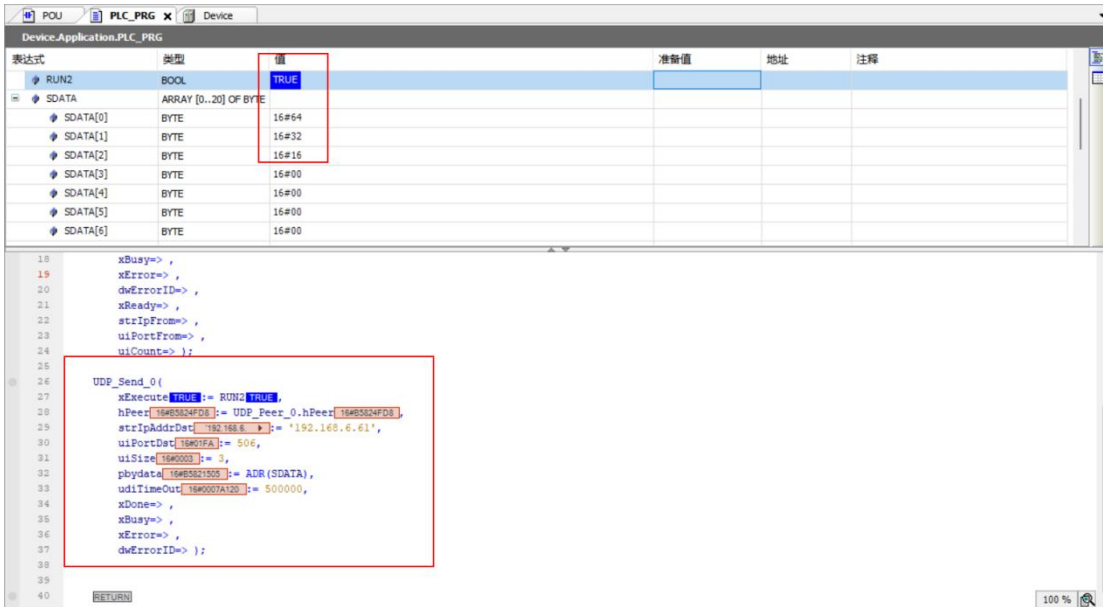 POU PLC_PRG Device
Device.Application.PLC_PRG
表达式 类型 值 准备值 地址 注释
RUN2 BOOL TRUE
SDATA ARRAY [0..20] OF BYTE
SDATA[0] BYTE 16#64
SDATA[1] BYTE 16#32
SDATA[2] BYTE 16#16
SDATA[3] BYTE 16#00
SDATA[4] BYTE 16#00
SDATA[5] BYTE 16#00
SDATA[6] BYTE 16#00
18 xBusy=> ,
19 xError=> ,
20 dwErrorID=> ,
21 xReady=> ,
22 strIpFrom=> ,
23 uiPortFrom=> ,
24 uiCount=> );
25
26 UDP_Send_0(
27 xExecute TRUE := RUN2 TRUE ,
28 hPeer 16#B5824FD8 := UDP_Peer_0.hPeer 16#B5824FD8 ,
29 strIpAddrDst '192.168.6. := '192.168.6.61',
30 uiPortDst 16#01FA := 506,
31 uiSize 16#0003 := 3,
32 pbydata 16#B5821505 := ADR(SDATA),
33 udiTimeOut 16#0007A120 := 500000,
34 xDone=> ,
35 xBusy=> ,
36 xError=> ,
37 dwErrorID=> );
38
39
40 RETURN
100 %